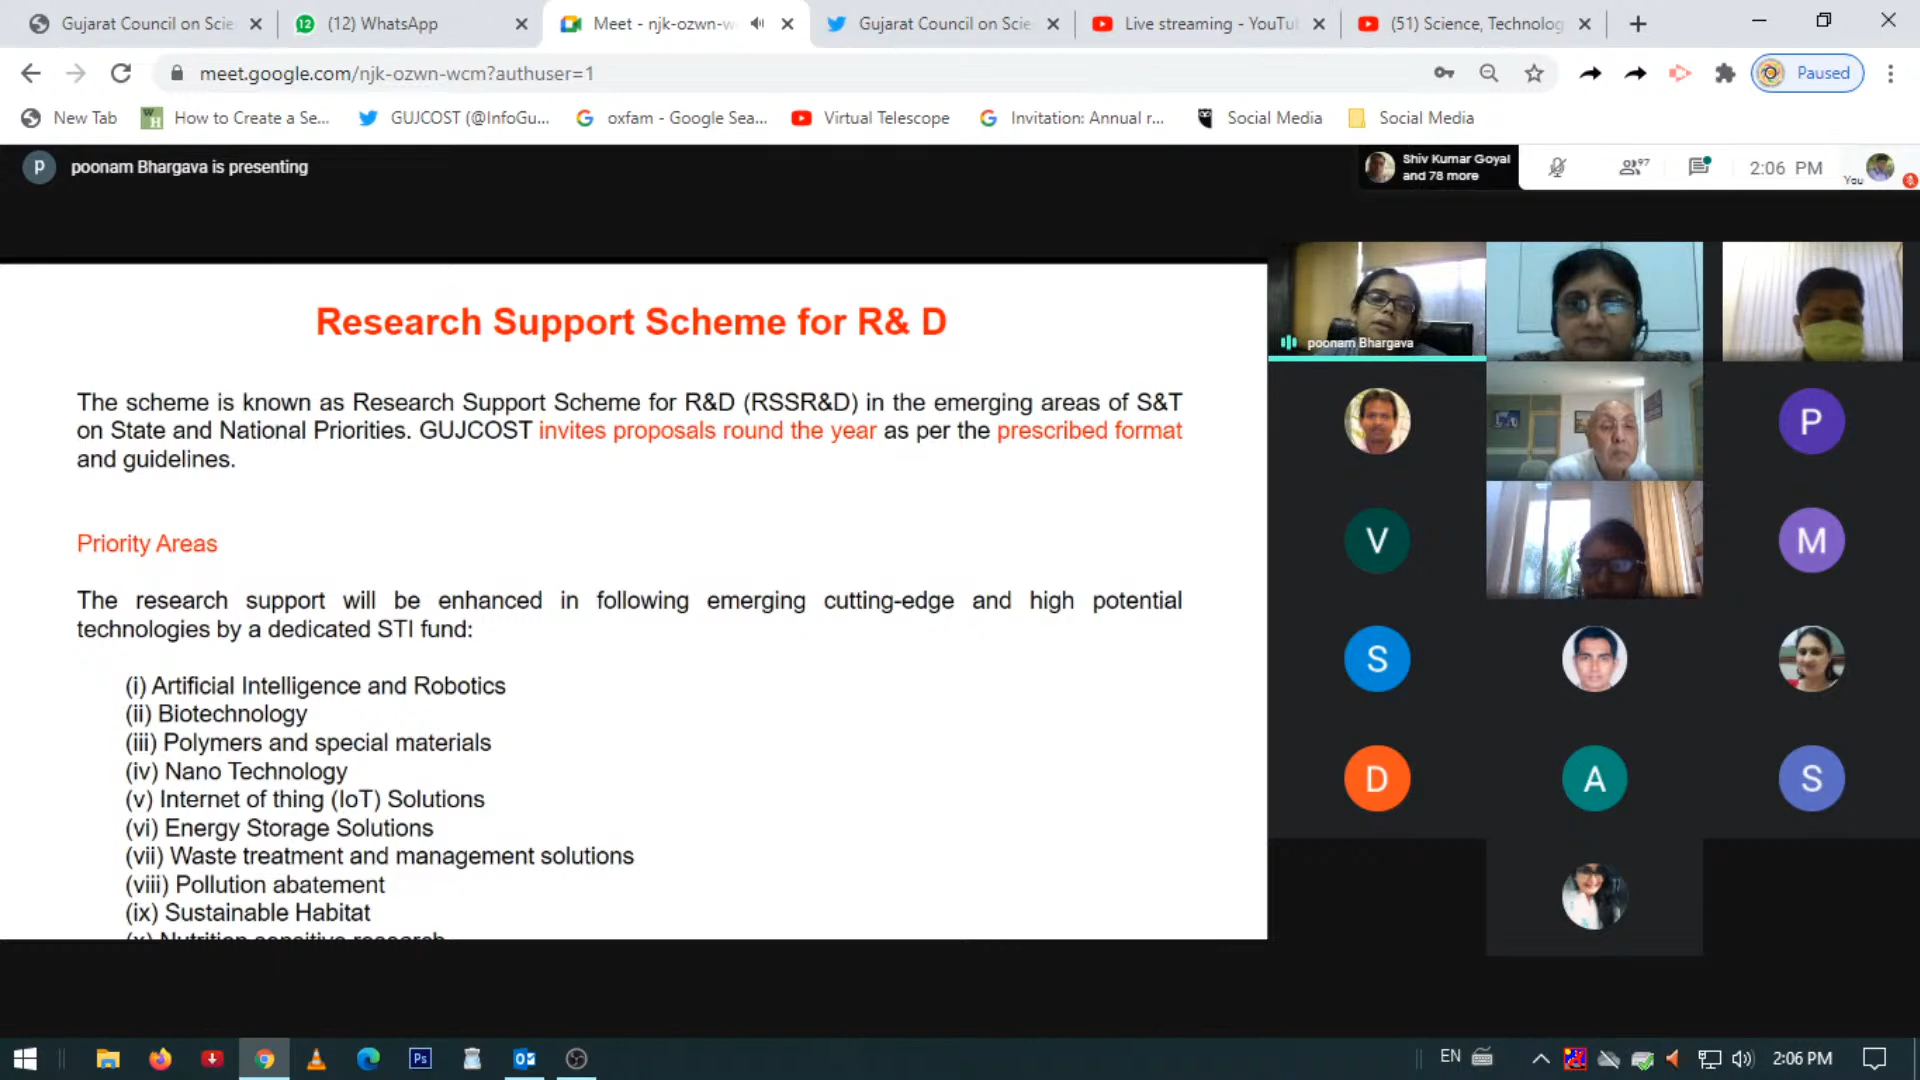 Gujarat Council on Scie
(12) WhatsApp
Meet - njk-ozwn-w
Gujarat Council on Scie
Live streaming - YouTu
(51) Science, Technolog
meet.google.com/njk-ozwn-wcm?authuser=1
Paused
New Tab
How to Create a Se...
GUJCOST (@InfoGu...
oxfam - Google Sea...
Virtual Telescope
Invitation: Annual r...
Social Media
Social Media
p
poonam Bhargava is presenting
Shiv Kumar Goyal
and 78 more
97
2:06 PM
You
Research Support Scheme for R& D
The scheme is known as Research Support Scheme for R&D (RSSR&D) in the emerging areas of S&T
on State and National Priorities. GUJCOST invites proposals round the year as per the prescribed format
and guidelines.
Priority Areas
The research support will be enhanced in following emerging cutting-edge and high potential
technologies by a dedicated STI fund:
(i) Artificial Intelligence and Robotics
(ii) Biotechnology
(iii) Polymers and special materials
(iv) Nano Technology
(v) Internet of thing (IoT) Solutions
(vi) Energy Storage Solutions
(vii) Waste treatment and management solutions
(viii) Pollution abatement
(ix) Sustainable Habitat
(x) Nutrition sensitive research
poonam Bhargava
P
V
M
S
D
A
S
Ps
EN
2:06 PM